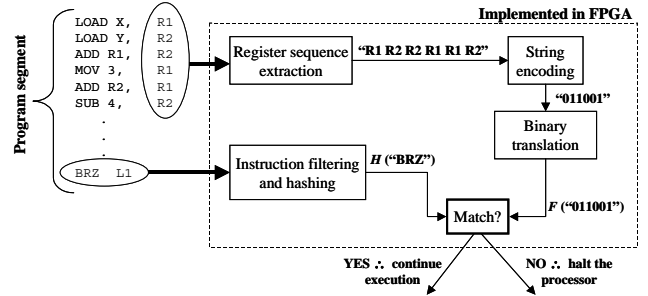 Implemented in FPGA
Program segment
LOAD X, R1
LOAD Y, R2
ADD R1, R2
MOV 3, R1
ADD R2, R1
SUB 4, R2
.
.
.
BRZ L1
Register sequence
extraction
“R1 R2 R2 R1 R1 R2”
String
encoding
“011001”
Binary
translation
Instruction filtering
and hashing
H (“BRZ”)
F (“011001”)
Match?
YES ∴ continue
execution
NO ∴ halt the
processor